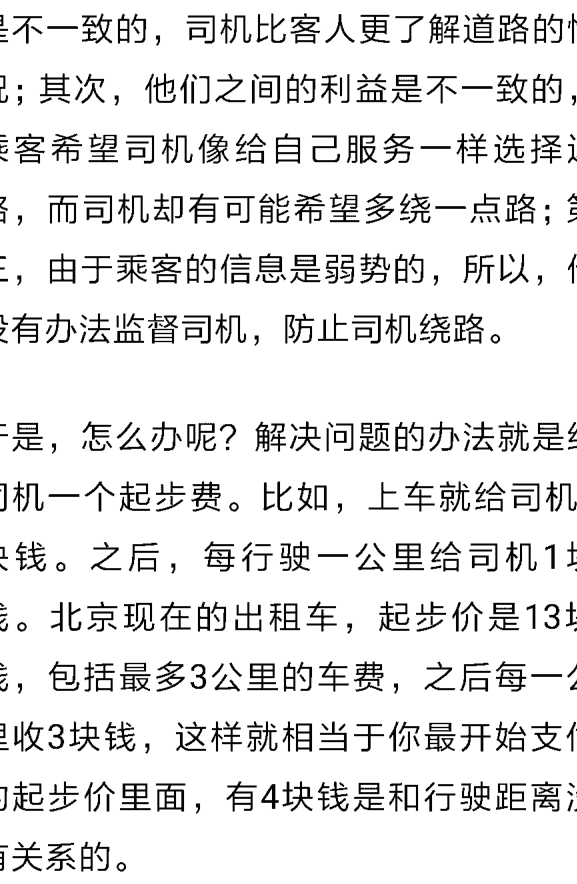 是不一致的，司机比客人更了解道路的情
况；其次，他们之间的利益是不一致的，
乘客希望司机像给自己服务一样选择道
路，而司机却有可能希望多绕一点路；第
三，由于乘客的信息是弱势的，所以，他
没有办法监督司机，防止司机绕路。
于是，怎么办呢？解决问题的办法就是给
司机一个起步费。比如，上车就给司机
块钱。之后，每行驶一公里给司机1块
钱。北京现在的出租车，起步价是13块
钱，包括最多3公里的车费，之后每一公
里收3块钱，这样就相当于你最开始支付
的起步价里面，有4块钱是和行驶距离没
有关系的。